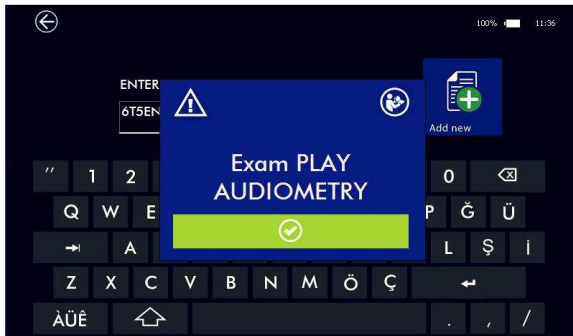 100% 11:36
ENTER
6T5EN
Add new
Exam PLAY
AUDIOMETRY
" 1 2 0
Q W E P Ğ Ü
A L Ş İ
Z X C V B N M Ö Ç
ÀÜÊ . , /